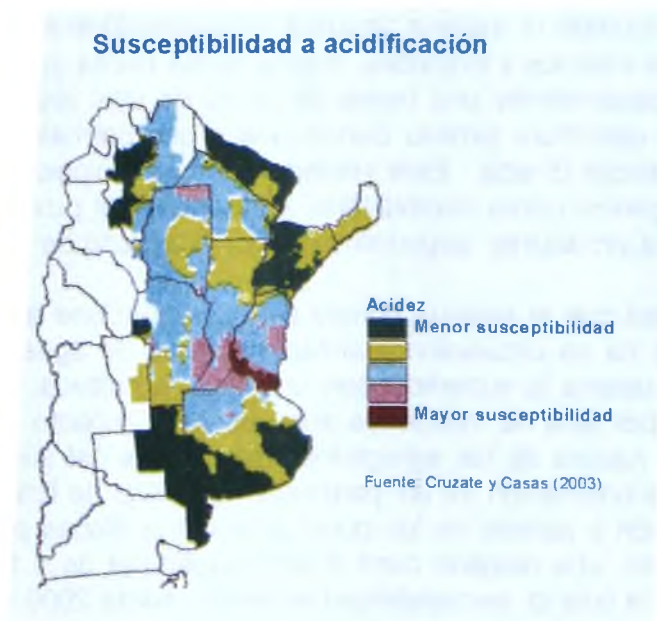 Susceptibilidad a acidificación
Acidez
Menor susceptibilidad
Mayor susceptibilidad
Fuente: Cruzate y Casas (2003)